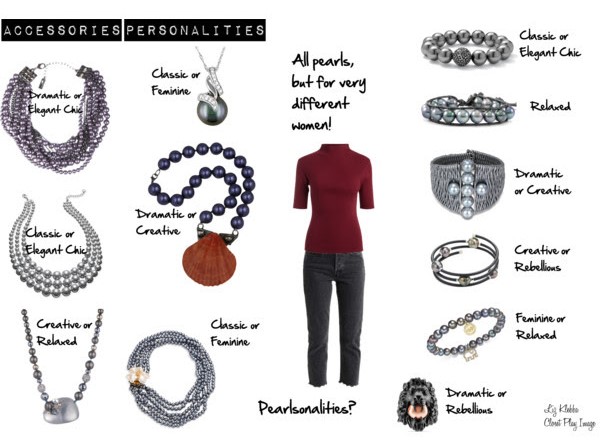 ACCESSORIES PERSONALITIES
Dramatic or
Elegant Chic
Classic or
Feminine
All pearls,
but for very
different
women!
Classic or
Elegant Chic
Relaxed
Dramatic or
Creative
Classic or
Elegant Chic
Dramatic
or Creative
Creative or
Rebellious
Creative or
Relaxed
Classic or
Feminine
Feminine or
Relaxed
Pearlsonalities?
Dramatic or
Rebellious
Liz Klebba
Closet Play Image